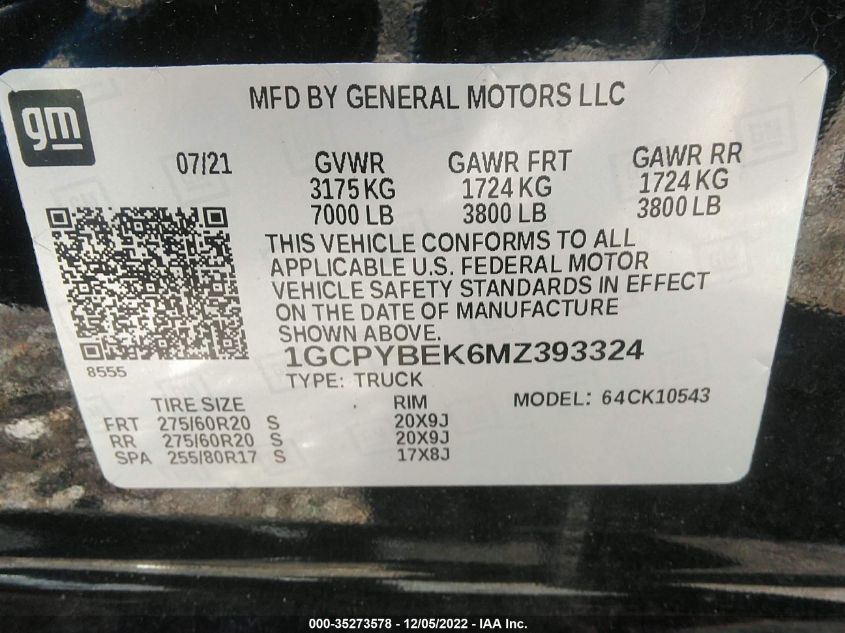 MFD BY GENERAL MOTORS LLC
gm
07/21 GVWR GAWR FRT GAWR RR
3175 KG 1724 KG 1724 KG
7000 LB 3800 LB 3800 LB
THIS VEHICLE CONFORMS TO ALL
APPLICABLE U.S. FEDERAL MOTOR
VEHICLE SAFETY STANDARDS IN EFFECT
ON THE DATE OF MANUFACTURE
SHOWN ABOVE.
1GCPYBEK6MZ393324
8555
TYPE: TRUCK
MODEL: 64CK10543
TIRE SIZE RIM
FRT 275/60R20 S 20X9J
RR 275/60R20 S 20X9J
SPA 255/80R17 S 17X8J
000-35273578 - 12/05/2022 - IAA Inc.